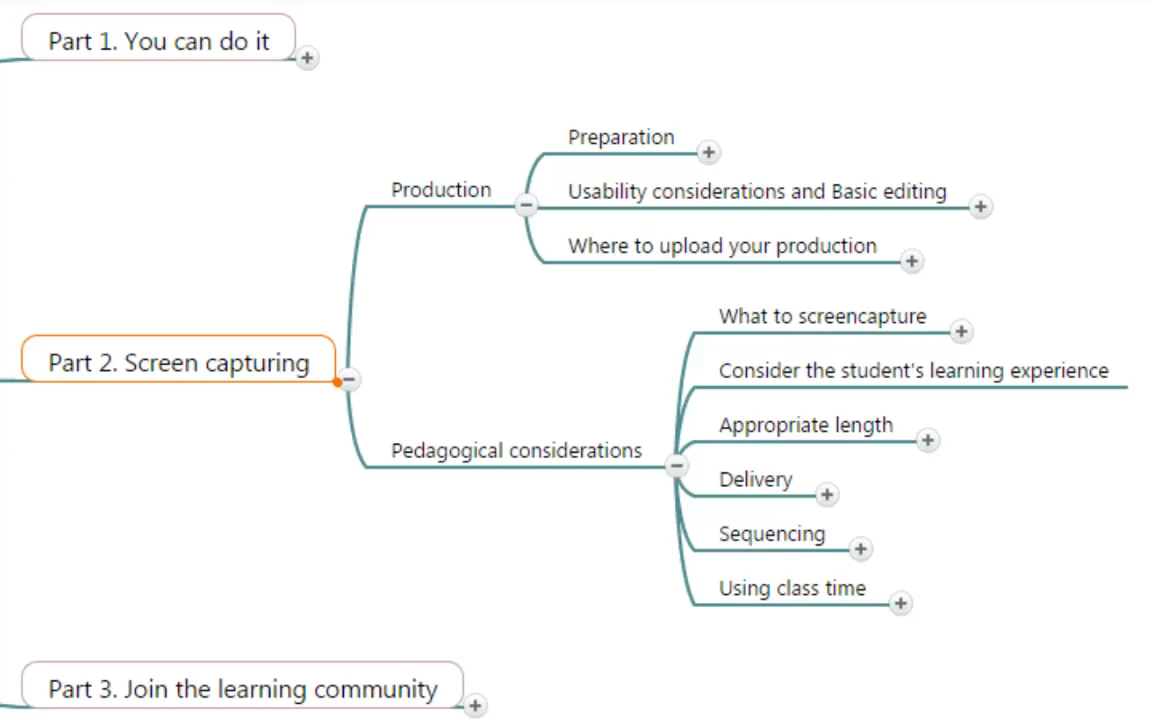 Part 1. You can do it
Preparation
Production
Usability considerations and Basic editing
Where to upload your production
What to screencapture
Part 2. Screen capturing
Consider the student's learning experience
Appropriate length
Pedagogical considerations
Delivery
Sequencing
Using class time
Part 3. Join the learning community